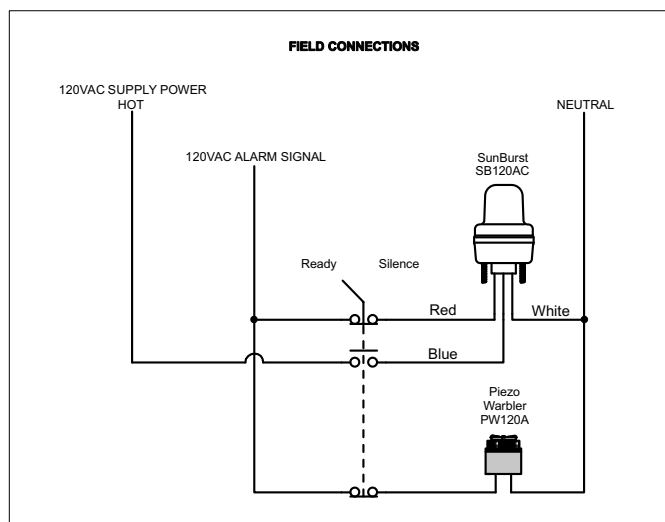 FIELD CONNECTIONS
120VAC SUPPLY POWER
HOT
NEUTRAL
120VAC ALARM SIGNAL
SunBurst
SB120AC
Ready
Silence
Red
White
Blue
Piezo
Warbler
PW120A